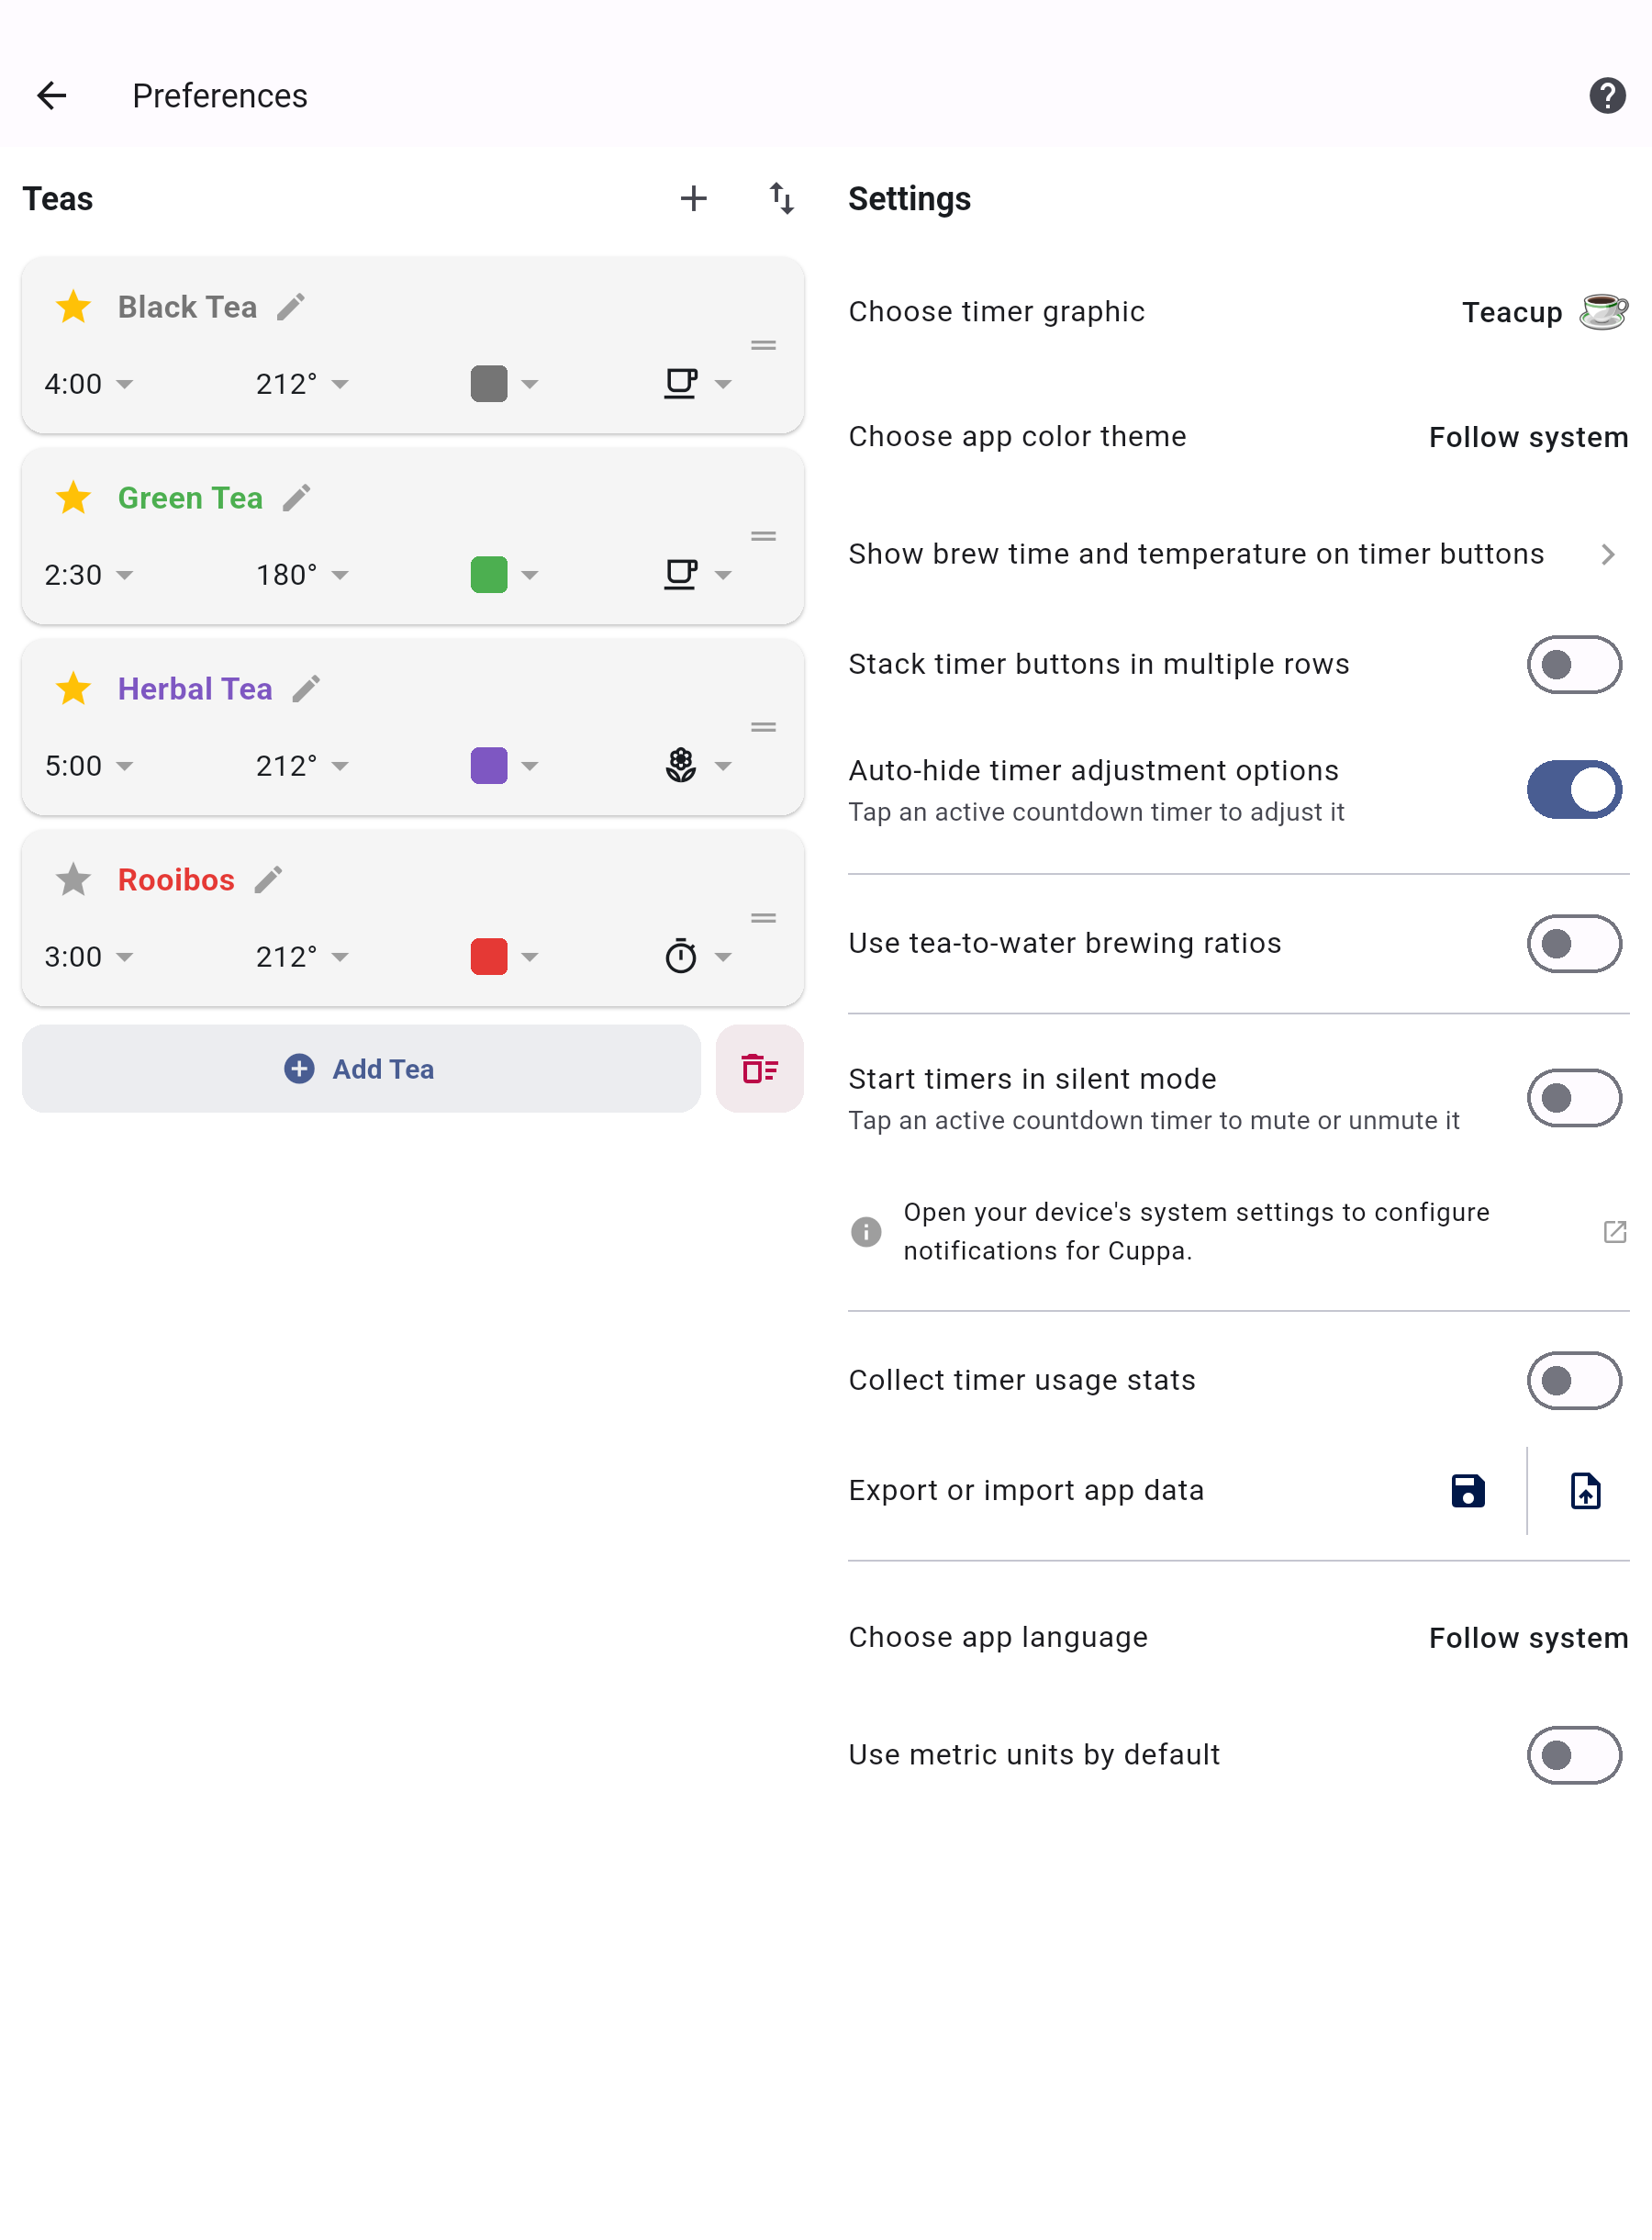 Preferences
Teas
Black Tea
4:00 212°
Green Tea
2:30 180°
Herbal Tea
5:00 212°
Rooibos
3:00 212°
Add Tea
Settings
Choose timer graphic Teacup
Choose app color theme Follow system
Show brew time and temperature on timer buttons
Stack timer buttons in multiple rows
Auto-hide timer adjustment options
Tap an active countdown timer to adjust it
Use tea-to-water brewing ratios
Start timers in silent mode
Tap an active countdown timer to mute or unmute it
Open your device's system settings to configure
notifications for Cuppa.
Collect timer usage stats
Export or import app data
Choose app language Follow system
Use metric units by default